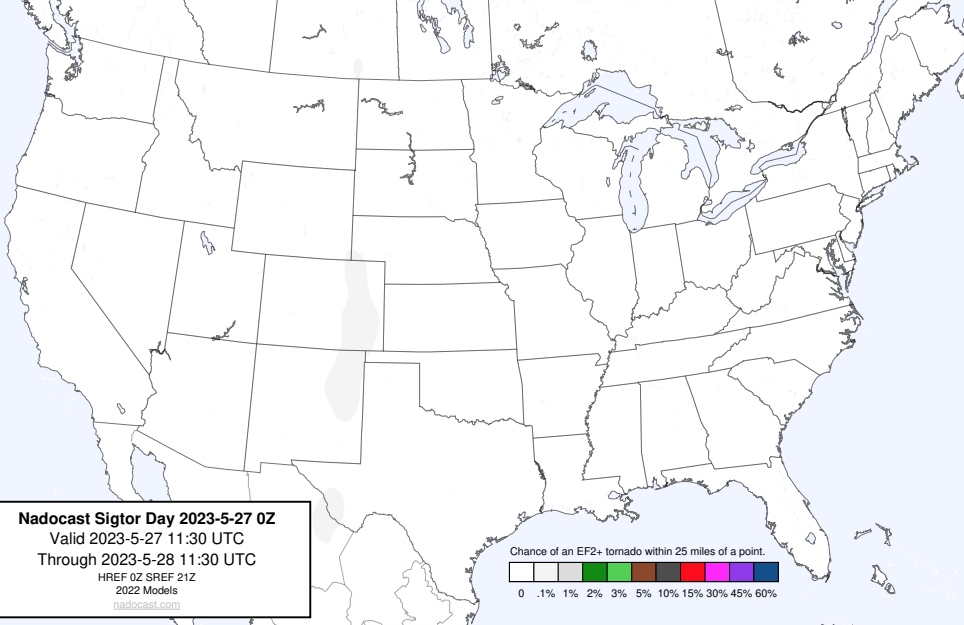 Nadocast Sigtor Day 2023-5-27 0Z
Valid 2023-5-27 11:30 UTC
Through 2023-5-28 11:30 UTC
HREF 0Z SREF 21Z
2022 Models
nadocast.com
Chance of an EF2+ tornado within 25 miles of a point.
0 .1% 1% 2% 3% 5% 10% 15% 30% 45% 60%